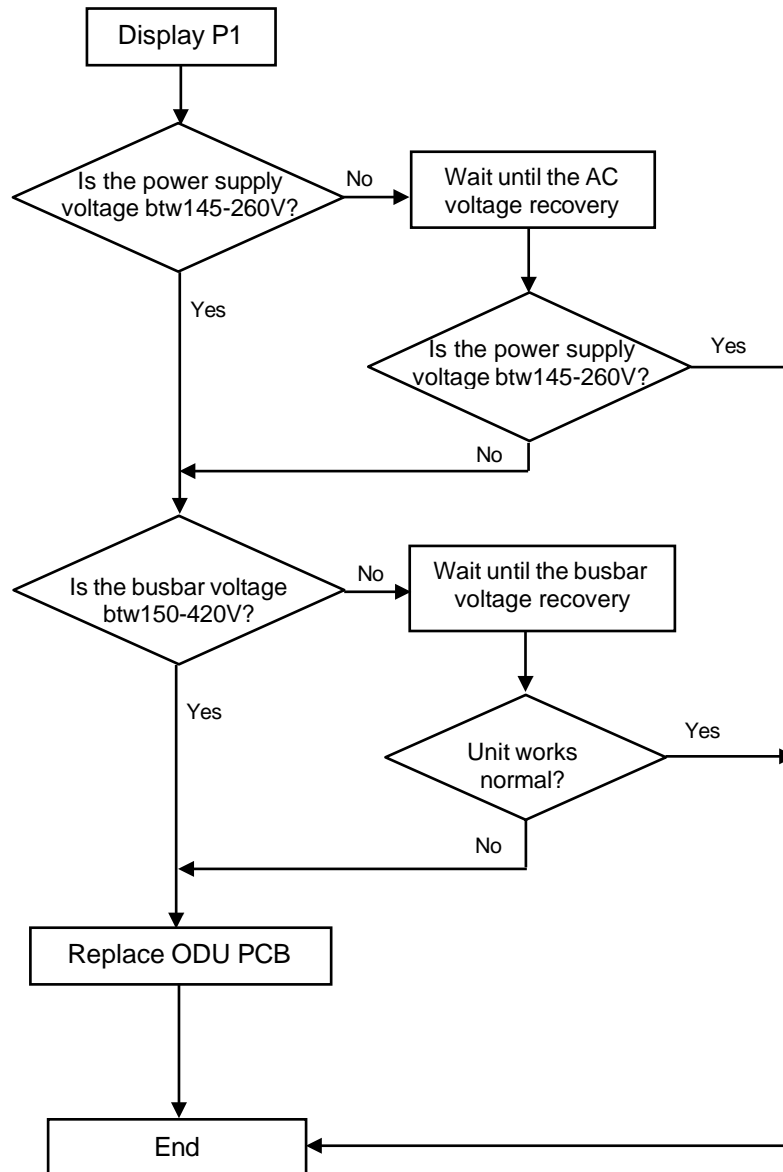 Display P1
Is the power supply
voltage btw145-260V?
No
Wait until the AC
voltage recovery
Yes
Is the power supply
voltage btw145-260V?
Yes
No
Is the busbar voltage
btw150-420V?
No
Wait until the busbar
voltage recovery
Yes
Unit works
normal?
Yes
No
Replace ODU PCB
End